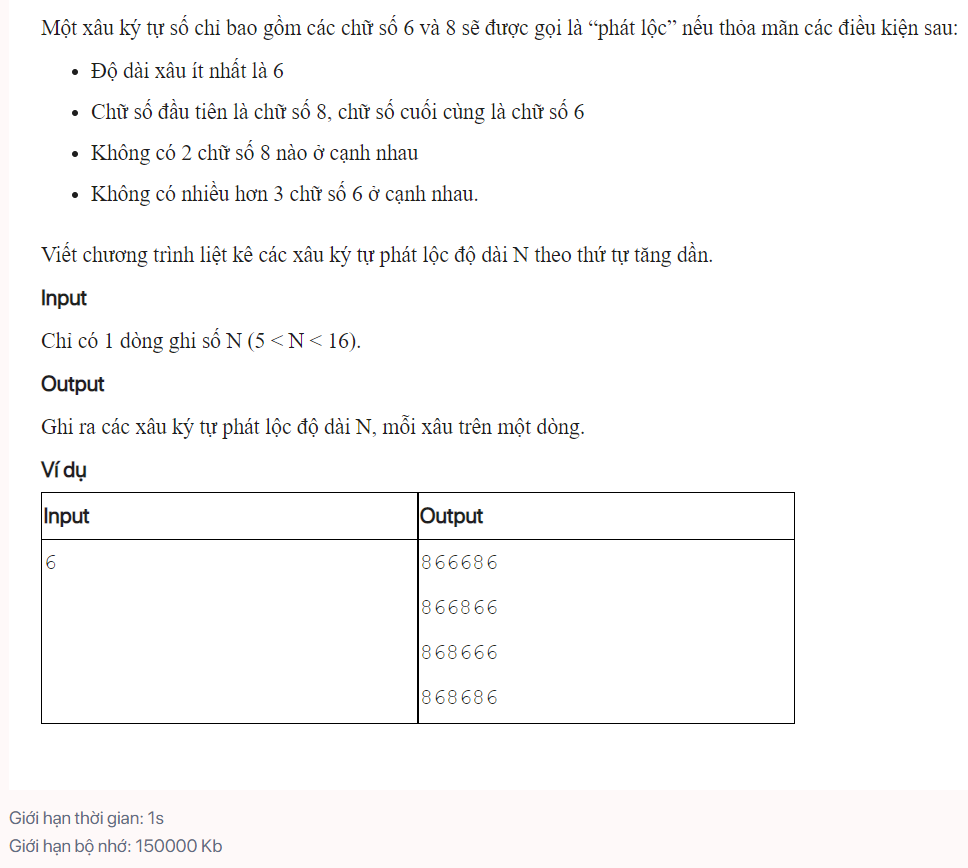 Một xâu ký tự số chỉ bao gồm các chữ số 6 và 8 sẽ được gọi là “phát lộc” nếu thỏa mãn các điều kiện sau:
• Độ dài xâu ít nhất là 6
• Chữ số đầu tiên là chữ số 8, chữ số cuối cùng là chữ số 6
• Không có 2 chữ số 8 nào ở cạnh nhau
• Không có nhiều hơn 3 chữ số 6 ở cạnh nhau.
Viết chương trình liệt kê các xâu ký tự phát lộc độ dài N theo thứ tự tăng dần.
Input
Chỉ có 1 dòng ghi số N (5 < N < 16).
Output
Ghi ra các xâu ký tự phát lộc độ dài N, mỗi xâu trên một dòng.
Ví dụ
Input Output
6 866686
866866
868666
868686
Giới hạn thời gian: 1s
Giới hạn bộ nhớ: 150000 Kb